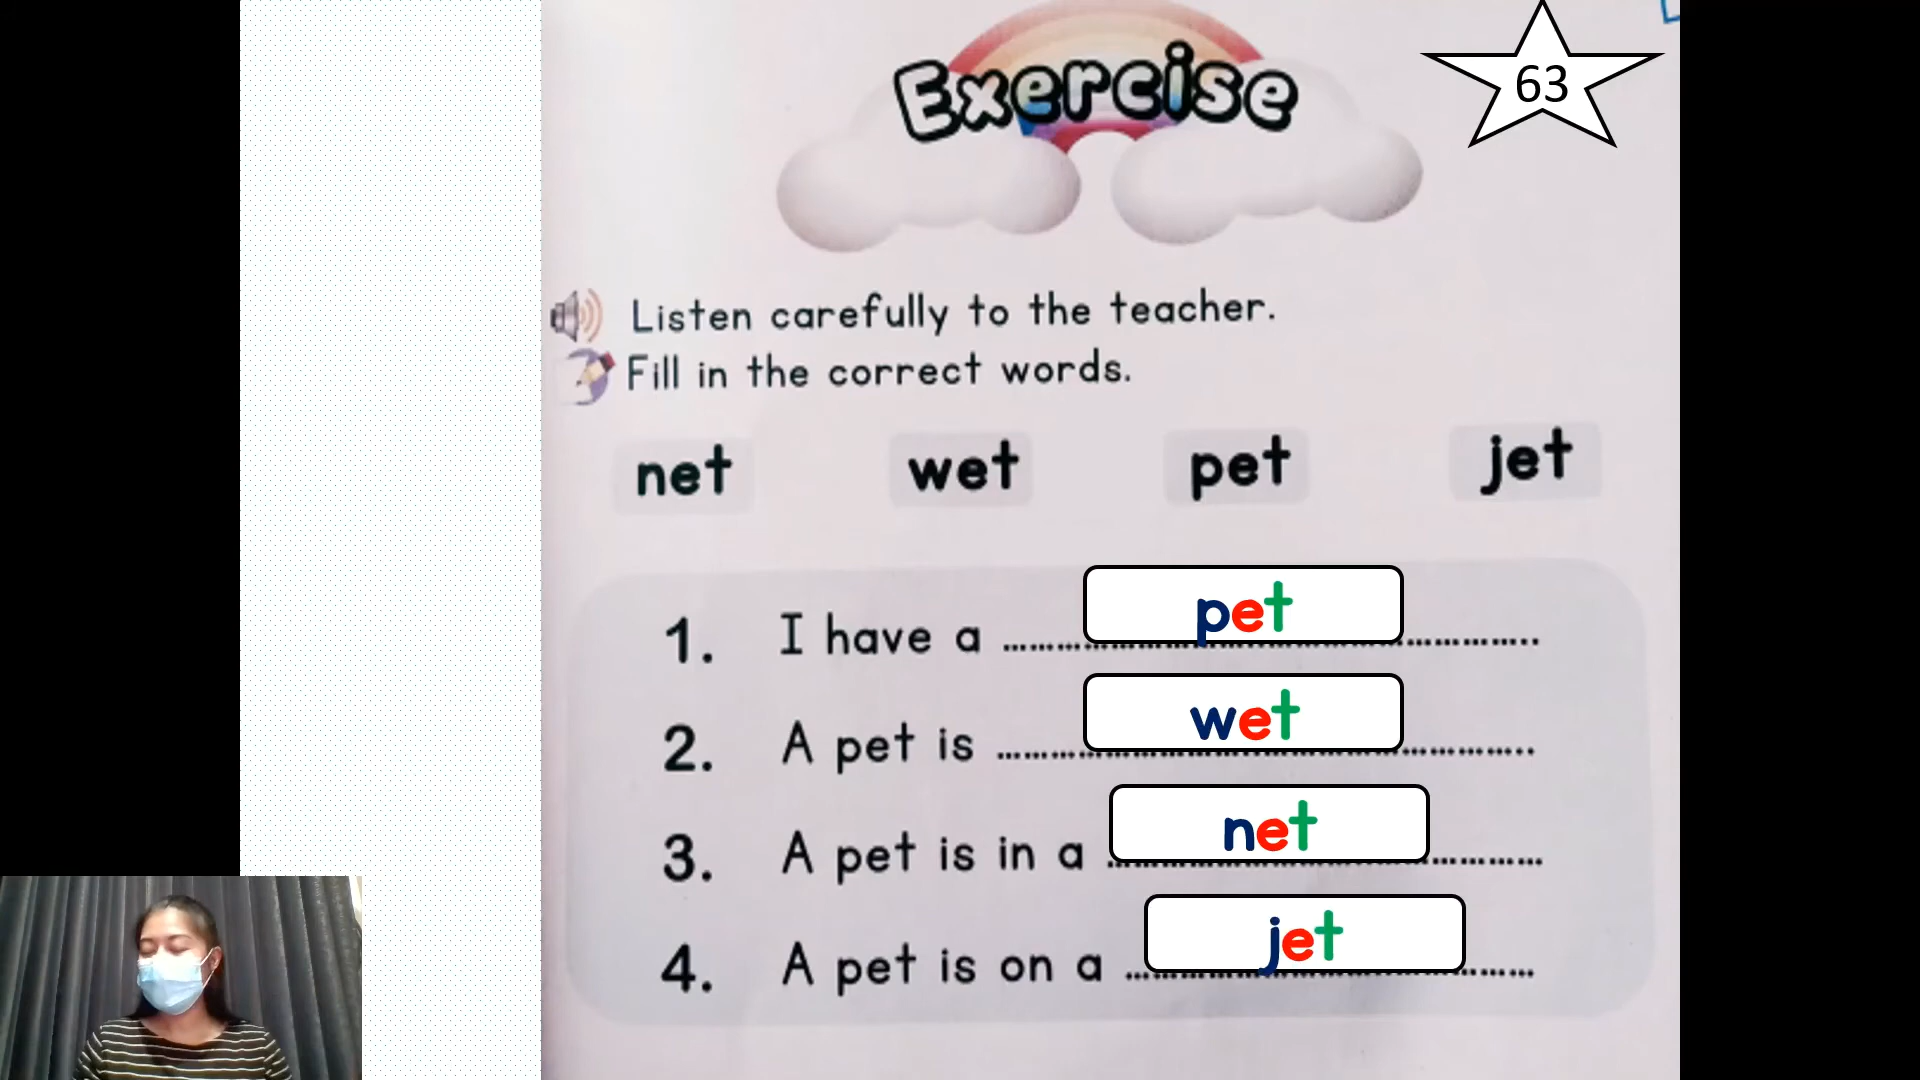 Exercise
63
Listen carefully to the teacher.
Fill in the correct words.
net wet pet jet
1. I have a ........ pet ........
2. A pet is ........ wet ........
3. A pet is in a ........ net ........
4. A pet is on a ........ jet ........